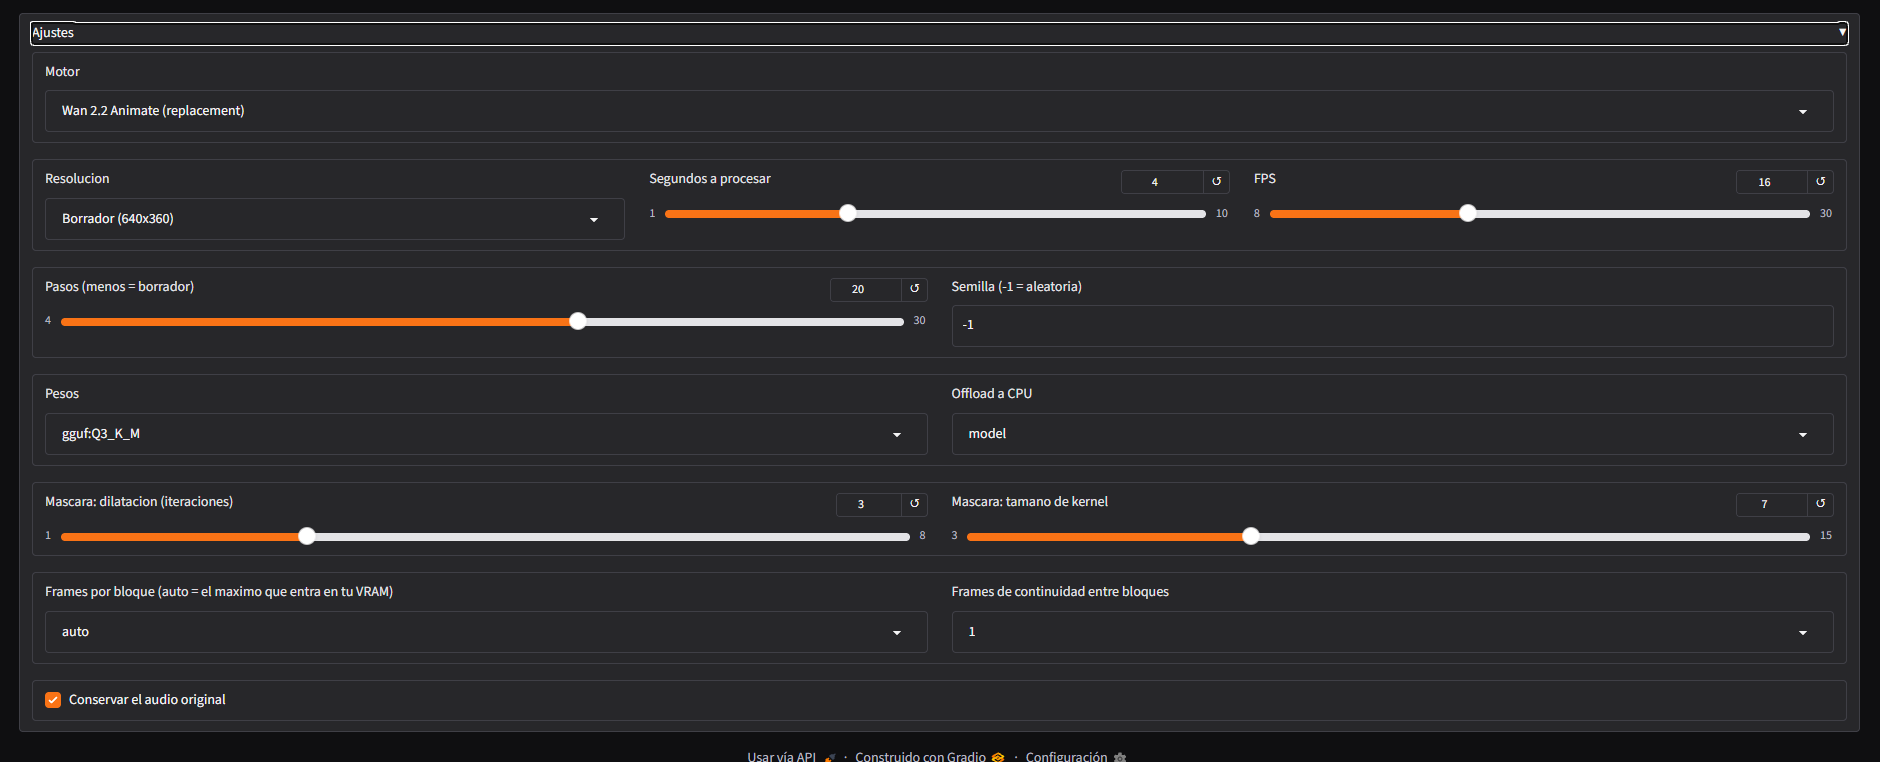 Ajustes
Motor
Wan 2.2 Animate (replacement)
Resolucion
Borrador (640x360)
Segundos a procesar
4
1
10
FPS
16
8
30
Pasos (menos = borrador)
20
4
30
Semilla (-1 = aleatoria)
-1
Pesos
gguf:Q3_K_M
Offload a CPU
model
Mascara: dilatacion (iteraciones)
3
1
8
Mascara: tamano de kernel
7
3
15
Frames por bloque (auto = el maximo que entra en tu VRAM)
auto
Frames de continuidad entre bloques
1
Conservar el audio original
Usar vía API · Construido con Gradio · Configuración